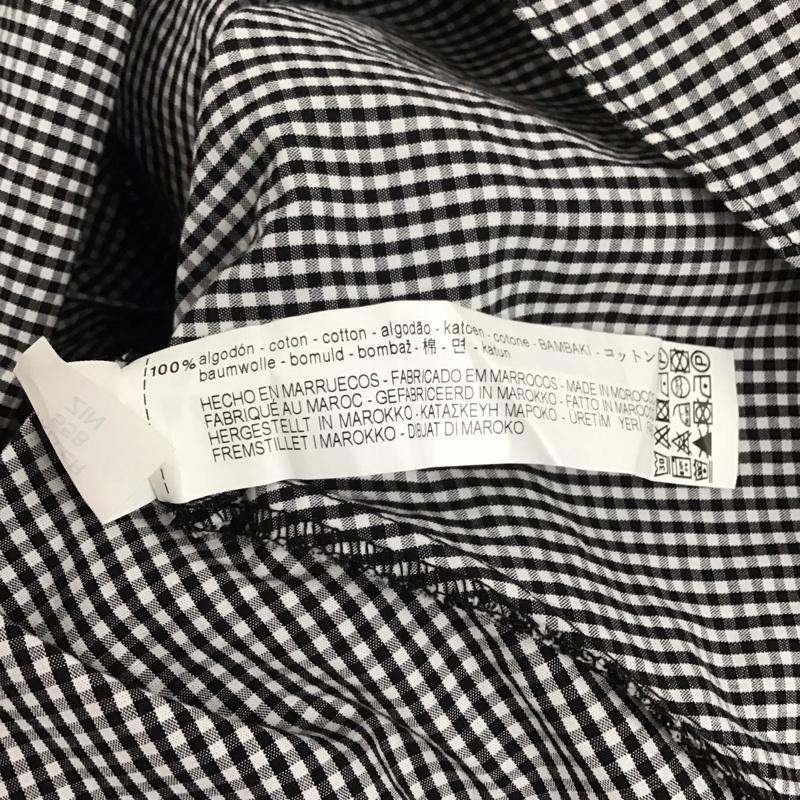 100% algodón - coton - cotton - algodão - katoen - cotone - BAMBAKI - コットン
baumwolle - bomuld - bombaž - 棉 - 면 - katun
HECHO EN MARRUECOS - FABRICADO EM MARROCOS - MADE IN MOROCCO
FABRIQUÉ AU MAROC - GEFABRICEERD IN MAROKKO - FATTO IN MAROCCO
HERGESTELLT IN MAROKKO - ΚΑΤΑΣΚΕΥΗ ΜΑΡΟΚΟ - ÜRETİM YERİ
FREMSTILLET I MAROKKO - DIBUAT DI MAROKO